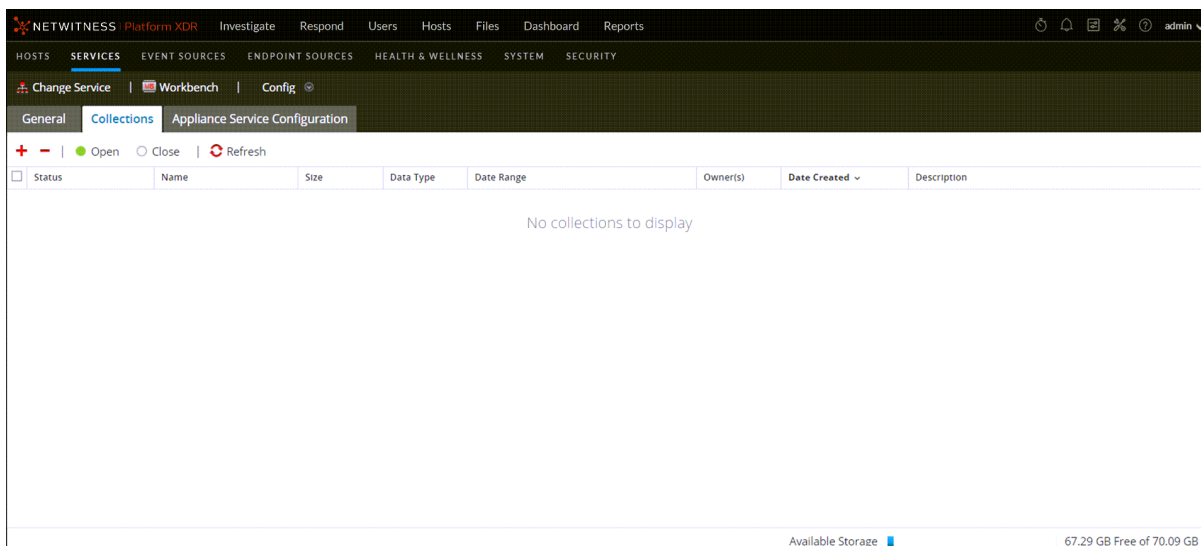 NETWITNESS Platform XDR Investigate Respond Users Hosts Files Dashboard Reports admin
HOSTS SERVICES EVENT SOURCES ENDPOINT SOURCES HEALTH & WELLNESS SYSTEM SECURITY
Change Service | Workbench | Config
General Collections Appliance Service Configuration
+ - | Open Close | Refresh
Status Name Size Data Type Date Range Owner(s) Date Created Description
No collections to display
Available Storage 67.29 GB Free of 70.09 GB